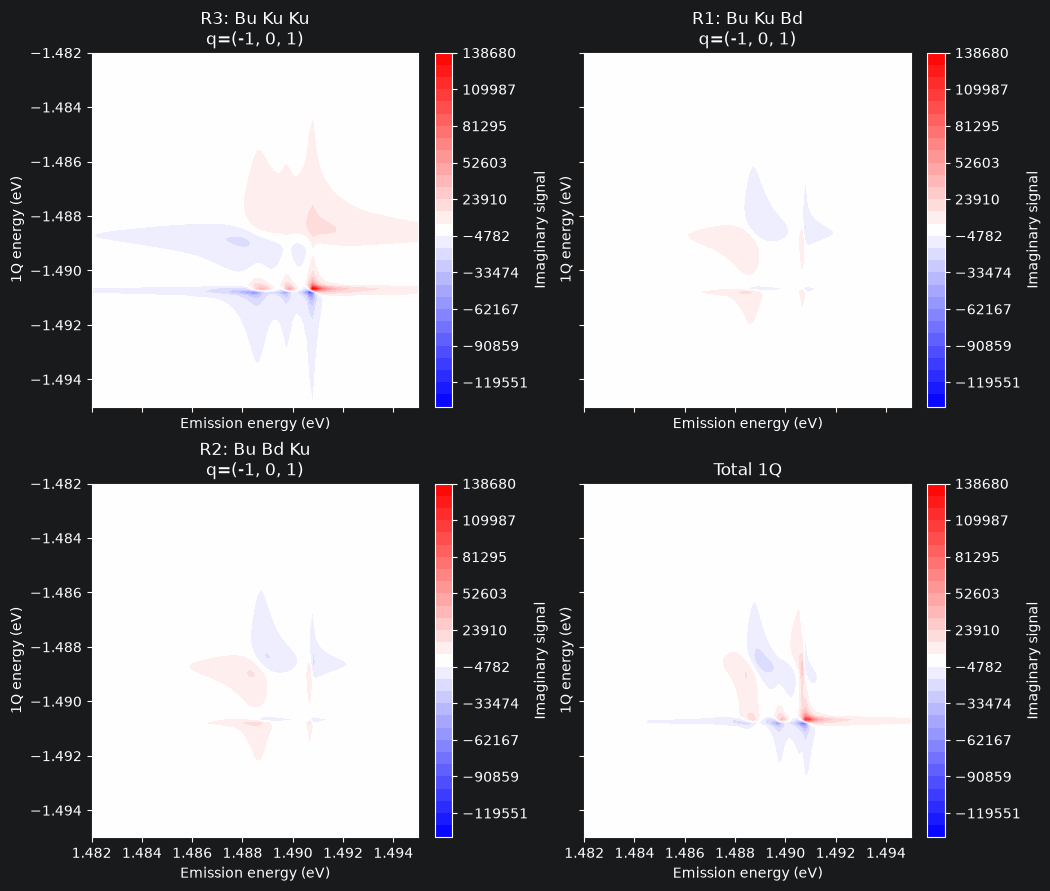 R3: Bu Ku Ku
q=(-1, 0, 1)
−1.482
−1.484
−1.486
−1.488
−1.490
−1.492
−1.494
1Q energy (eV)
Emission energy (eV)
138680
109987
81295
52603
23910
−4782
−33474
−62167
−90859
−119551
Imaginary signal
R1: Bu Ku Bd
q=(-1, 0, 1)
1Q energy (eV)
Emission energy (eV)
138680
109987
81295
52603
23910
−4782
−33474
−62167
−90859
−119551
Imaginary signal
R2: Bu Bd Ku
q=(-1, 0, 1)
−1.482
−1.484
−1.486
−1.488
−1.490
−1.492
−1.494
1Q energy (eV)
1.482 1.484 1.486 1.488 1.490 1.492 1.494
Emission energy (eV)
138680
109987
81295
52603
23910
−4782
−33474
−62167
−90859
−119551
Imaginary signal
Total 1Q
1Q energy (eV)
1.482 1.484 1.486 1.488 1.490 1.492 1.494
Emission energy (eV)
138680
109987
81295
52603
23910
−4782
−33474
−62167
−90859
−119551
Imaginary signal